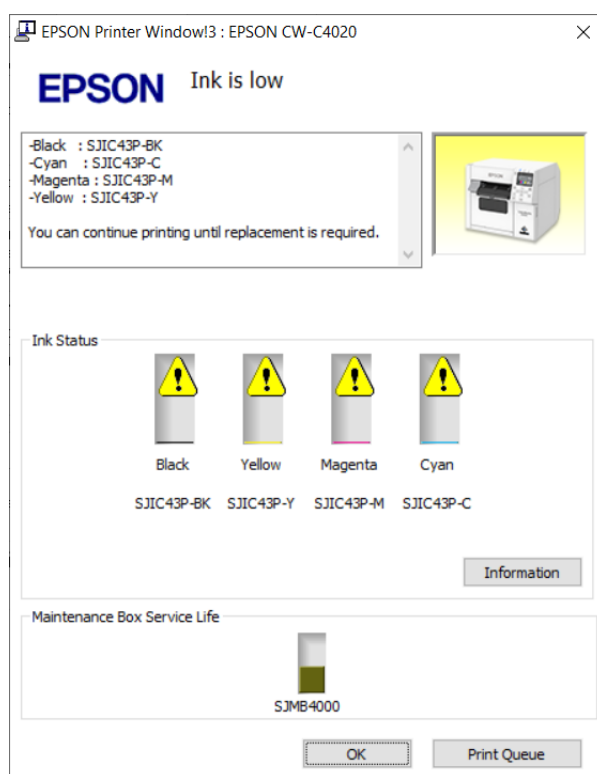 EPSON Printer Window!3 : EPSON CW-C4020
EPSON
Ink is low
-Black : SJIC43P-BK
-Cyan : SJIC43P-C
-Magenta : SJIC43P-M
-Yellow : SJIC43P-Y
You can continue printing until replacement is required.
Ink Status
Black Yellow Magenta Cyan
SJIC43P-BK SJIC43P-Y SJIC43P-M SJIC43P-C
Information
Maintenance Box Service Life
SJMB4000
OK Print Queue